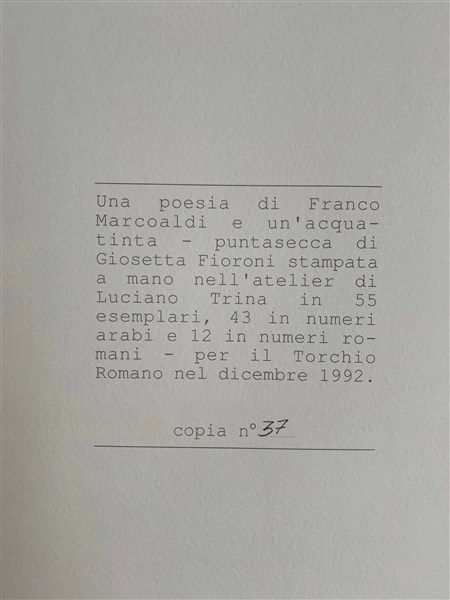 Una poesia di Franco
Marcoaldi e un'acqua-
tinta - puntasecca di
Giosetta Fioroni stampata
a mano nell'atelier di
Luciano Trina in 55
esemplari, 43 in numeri
arabi e 12 in numeri ro-
mani - per il Torchio
Romano nel dicembre 1992.
copia n° 37